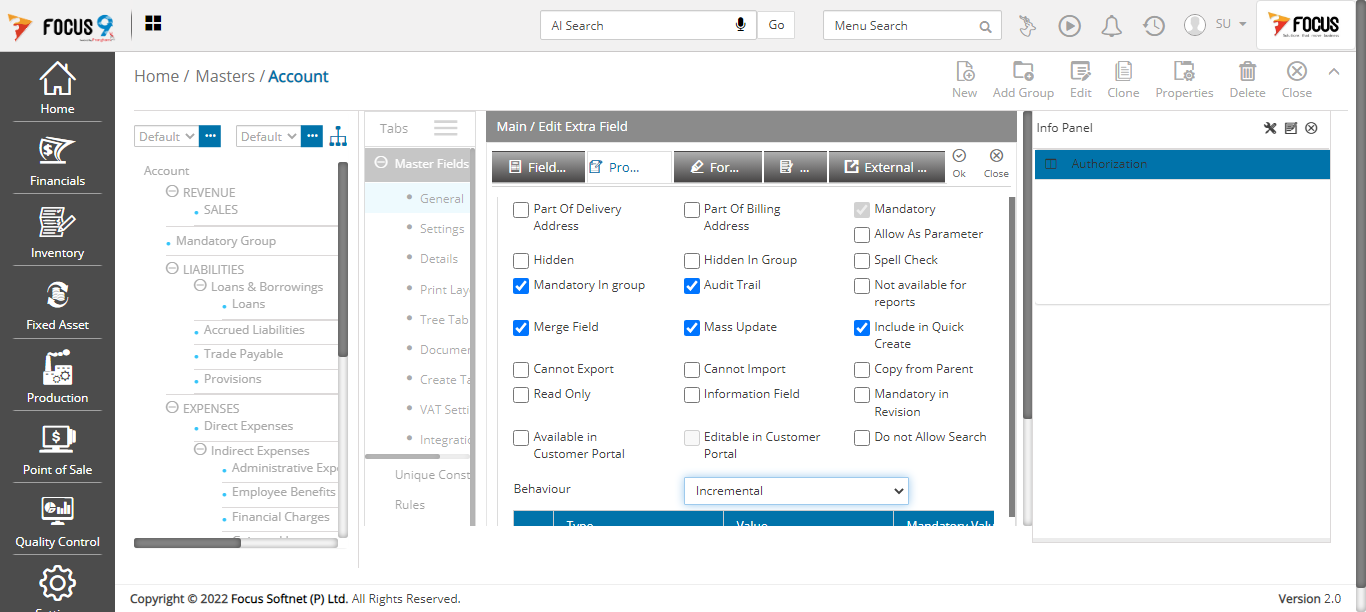 FOCUS 9
AI Search
Go
Menu Search
SU
FOCUS
Home / Masters / Account
New
Add Group
Edit
Clone
Properties
Delete
Close
Home
Financials
Inventory
Fixed Asset
Production
Point of Sale
Quality Control
Default
Default
Account
REVENUE
SALES
Mandatory Group
LIABILITIES
Loans & Borrowings
Loans
Accrued Liabilities
Trade Payable
Provisions
EXPENSES
Direct Expenses
Indirect Expenses
Administrative Expe
Employee Benefits
Financial Charges
Tabs
Master Fields
General
Settings
Details
Print Lay
Tree Tab
Documen
Create Ta
VAT Setti
Integratio
Unique Const
Rules
Main / Edit Extra Field
Field...
Pro...
For...
...
External ...
Ok
Close
Part Of Delivery
Address
Part Of Billing
Address
Mandatory
Allow As Parameter
Hidden
Hidden In Group
Spell Check
Mandatory In group
Audit Trail
Not available for
reports
Merge Field
Mass Update
Include in Quick
Create
Cannot Export
Cannot Import
Copy from Parent
Read Only
Information Field
Mandatory in
Revision
Available in
Customer Portal
Editable in Customer
Portal
Do not Allow Search
Behaviour
Incremental
Type
Value
Mandatory Valu
Info Panel
Authorization
Copyright © 2022 Focus Softnet (P) Ltd. All Rights Reserved.
Version 2.0